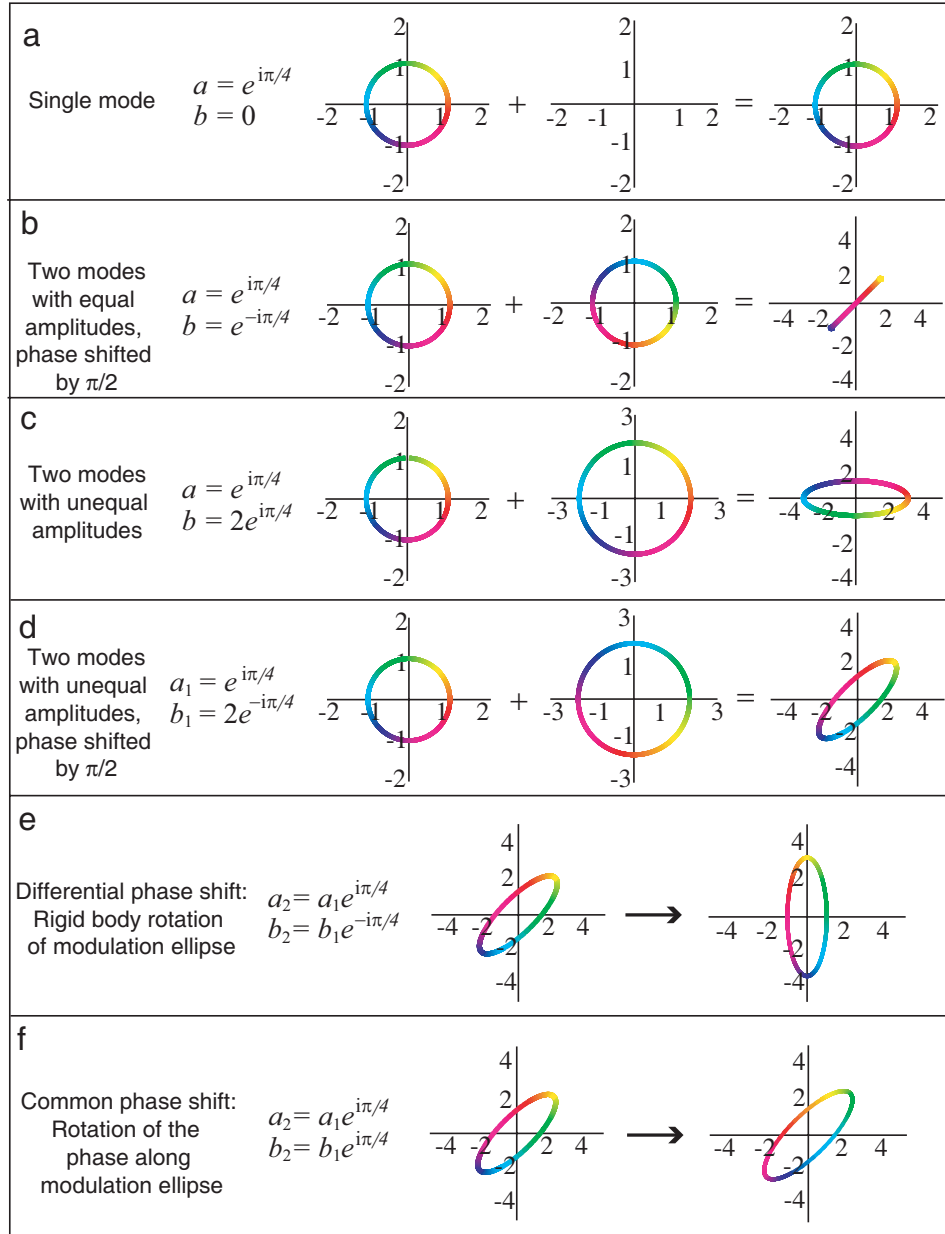 a
Single mode
a = e^{iπ/4}
b = 0
2
1
-2 -1 1 2
-1
-2
+
2
1
-2 -1 1 2
-1
-2
=
2
1
-2 -1 1 2
-1
-2
b
Two modes
with equal
amplitudes,
phase shifted
by π/2
a = e^{iπ/4}
b = e^{-iπ/4}
2
1
-2 -1 1 2
-1
-2
+
2
1
-2 -1 1 2
-1
-2
=
4
2
-4 -2 2 4
-2
-4
c
Two modes
with unequal
amplitudes
a = e^{iπ/4}
b = 2e^{iπ/4}
2
1
-2 -1 1 2
-1
-2
+
3
1
-3 -1 1 3
-1
-3
=
4
2
-4 -2 2 4
-2
-4
d
Two modes
with unequal
amplitudes,
phase shifted
by π/2
a₁ = e^{iπ/4}
b₁ = 2e^{-iπ/4}
2
1
-2 -1 1 2
-1
-2
+
3
1
-3 -1 1 3
-1
-3
=
4
2
-4 -2 2 4
-2
-4
e
Differential phase shift:
Rigid body rotation
of modulation ellipse
a₂ = a₁e^{iπ/4}
b₂ = b₁e^{-iπ/4}
4
2
-4 -2 2 4
-2
-4
→
4
2
-4 -2 2 4
-2
-4
f
Common phase shift:
Rotation of the
phase along
modulation ellipse
a₂ = a₁e^{iπ/4}
b₂ = b₁e^{iπ/4}
4
2
-4 -2 2 4
-2
-4
→
4
2
-4 -2 2 4
-2
-4